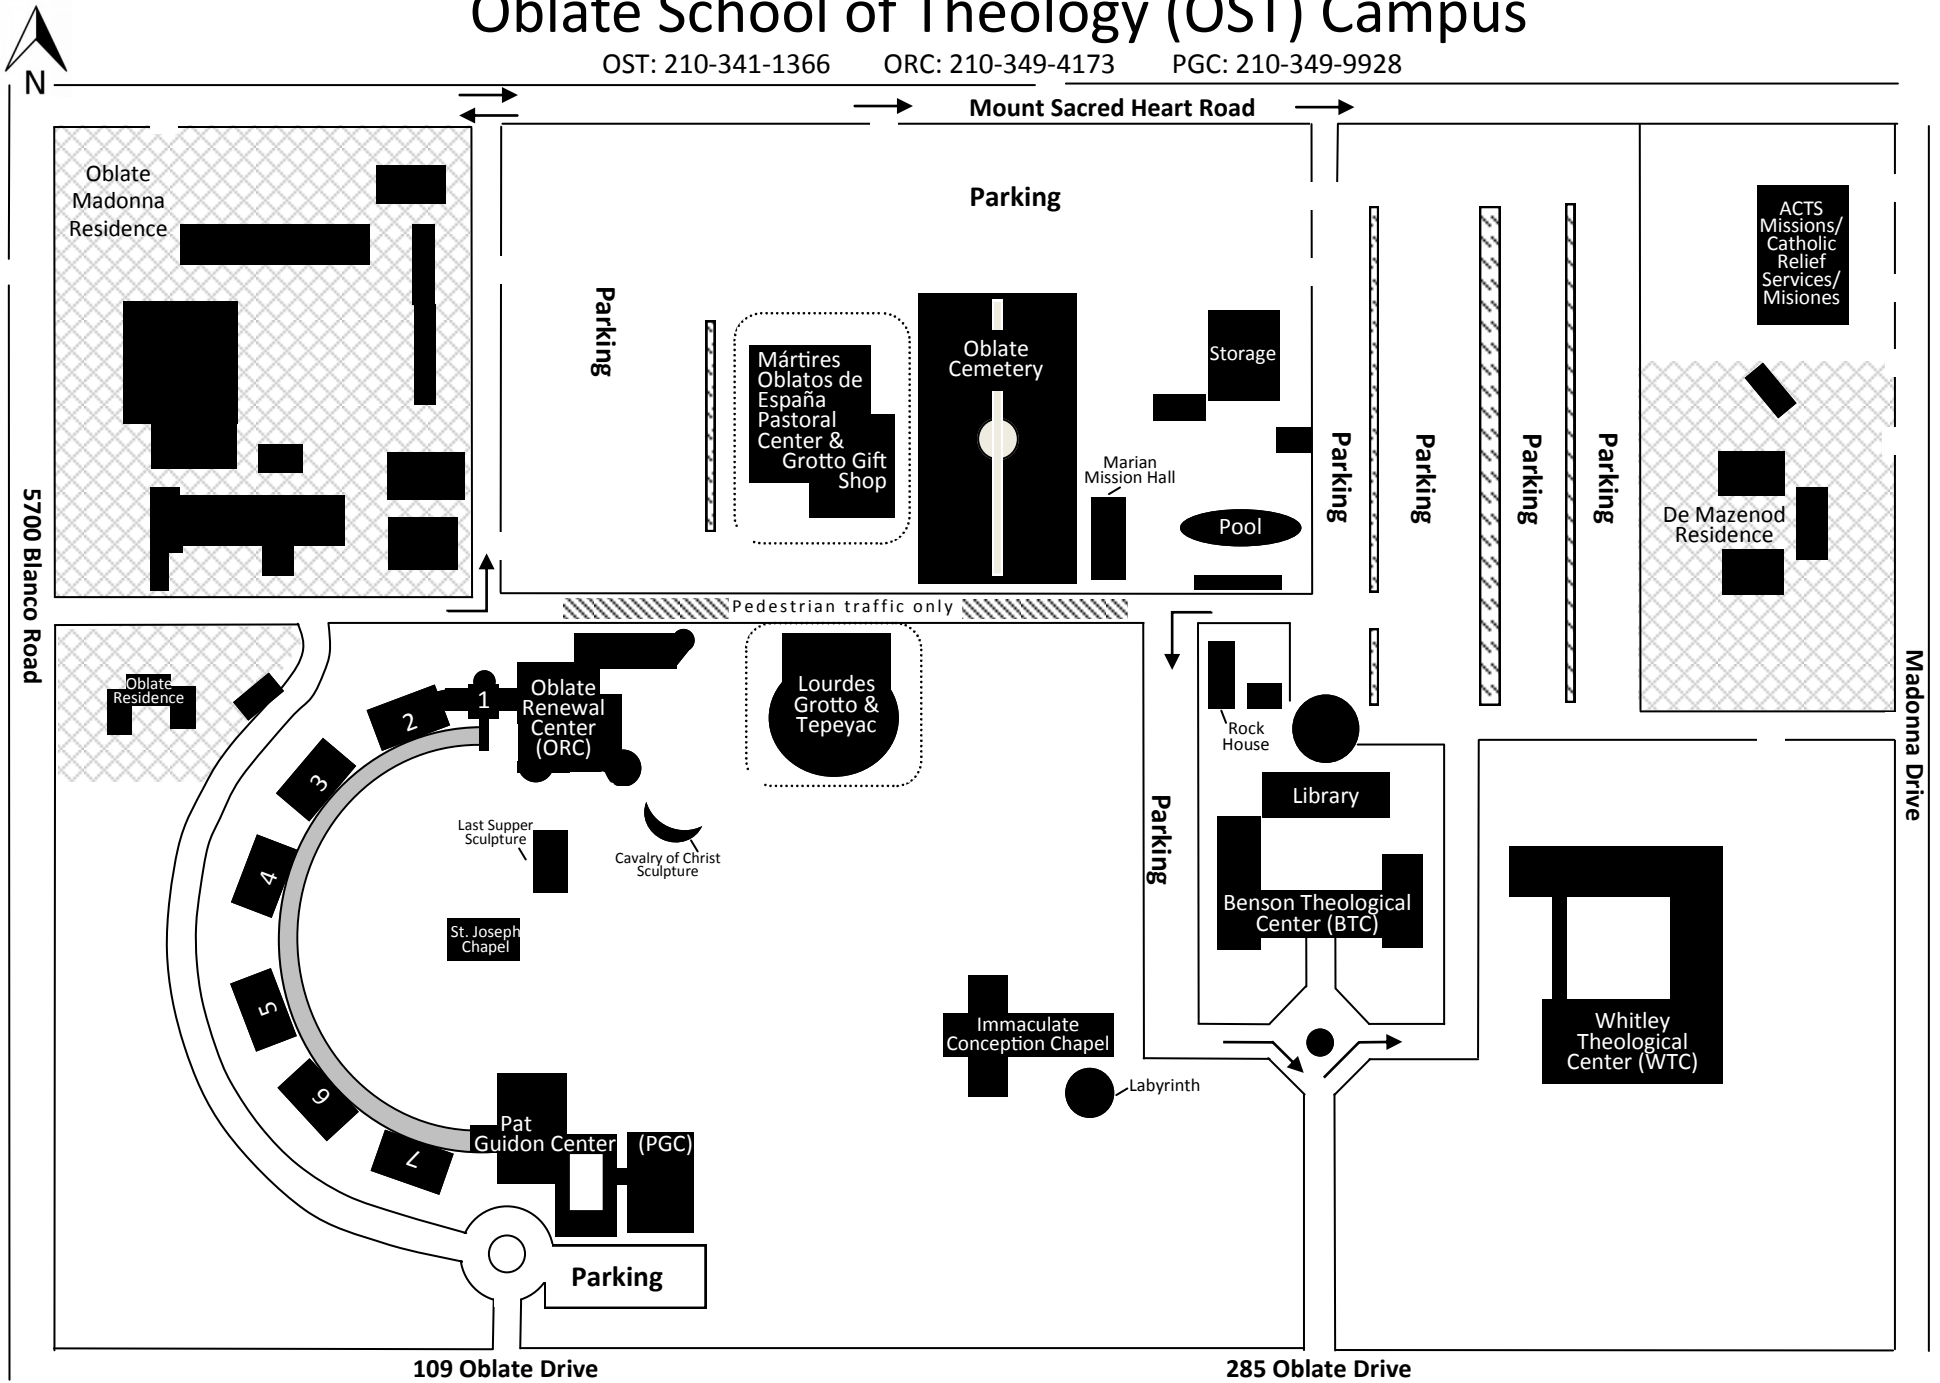 Oblate School of Theology (OST) Campus
OST: 210-341-1366 ORC: 210-349-4173 PGC: 210-349-9928
N
Mount Sacred Heart Road
Oblate
Madonna
Residence
Parking
Parking
Mártires
Oblatos de
España
Pastoral
Center &
Grotto Gift
Shop
Oblate
Cemetery
Storage
Marian
Mission Hall
Pool
Parking
Parking
Parking
Parking
ACTS
Missions/
Catholic
Relief
Services/
Misiones
De Mazenod
Residence
5700 Blanco Road
Madonna Drive
Pedestrian traffic only
Oblate
Residence
1
2
3
4
5
6
7
Oblate
Renewal
Center
(ORC)
Lourdes
Grotto &
Tepeyac
Rock
House
Library
Parking
Last Supper
Sculpture
Cavalry of Christ
Sculpture
St. Joseph
Chapel
Benson Theological
Center (BTC)
Immaculate
Conception Chapel
Labyrinth
Whitley
Theological
Center (WTC)
Pat
Guidon Center (PGC)
Parking
109 Oblate Drive
285 Oblate Drive